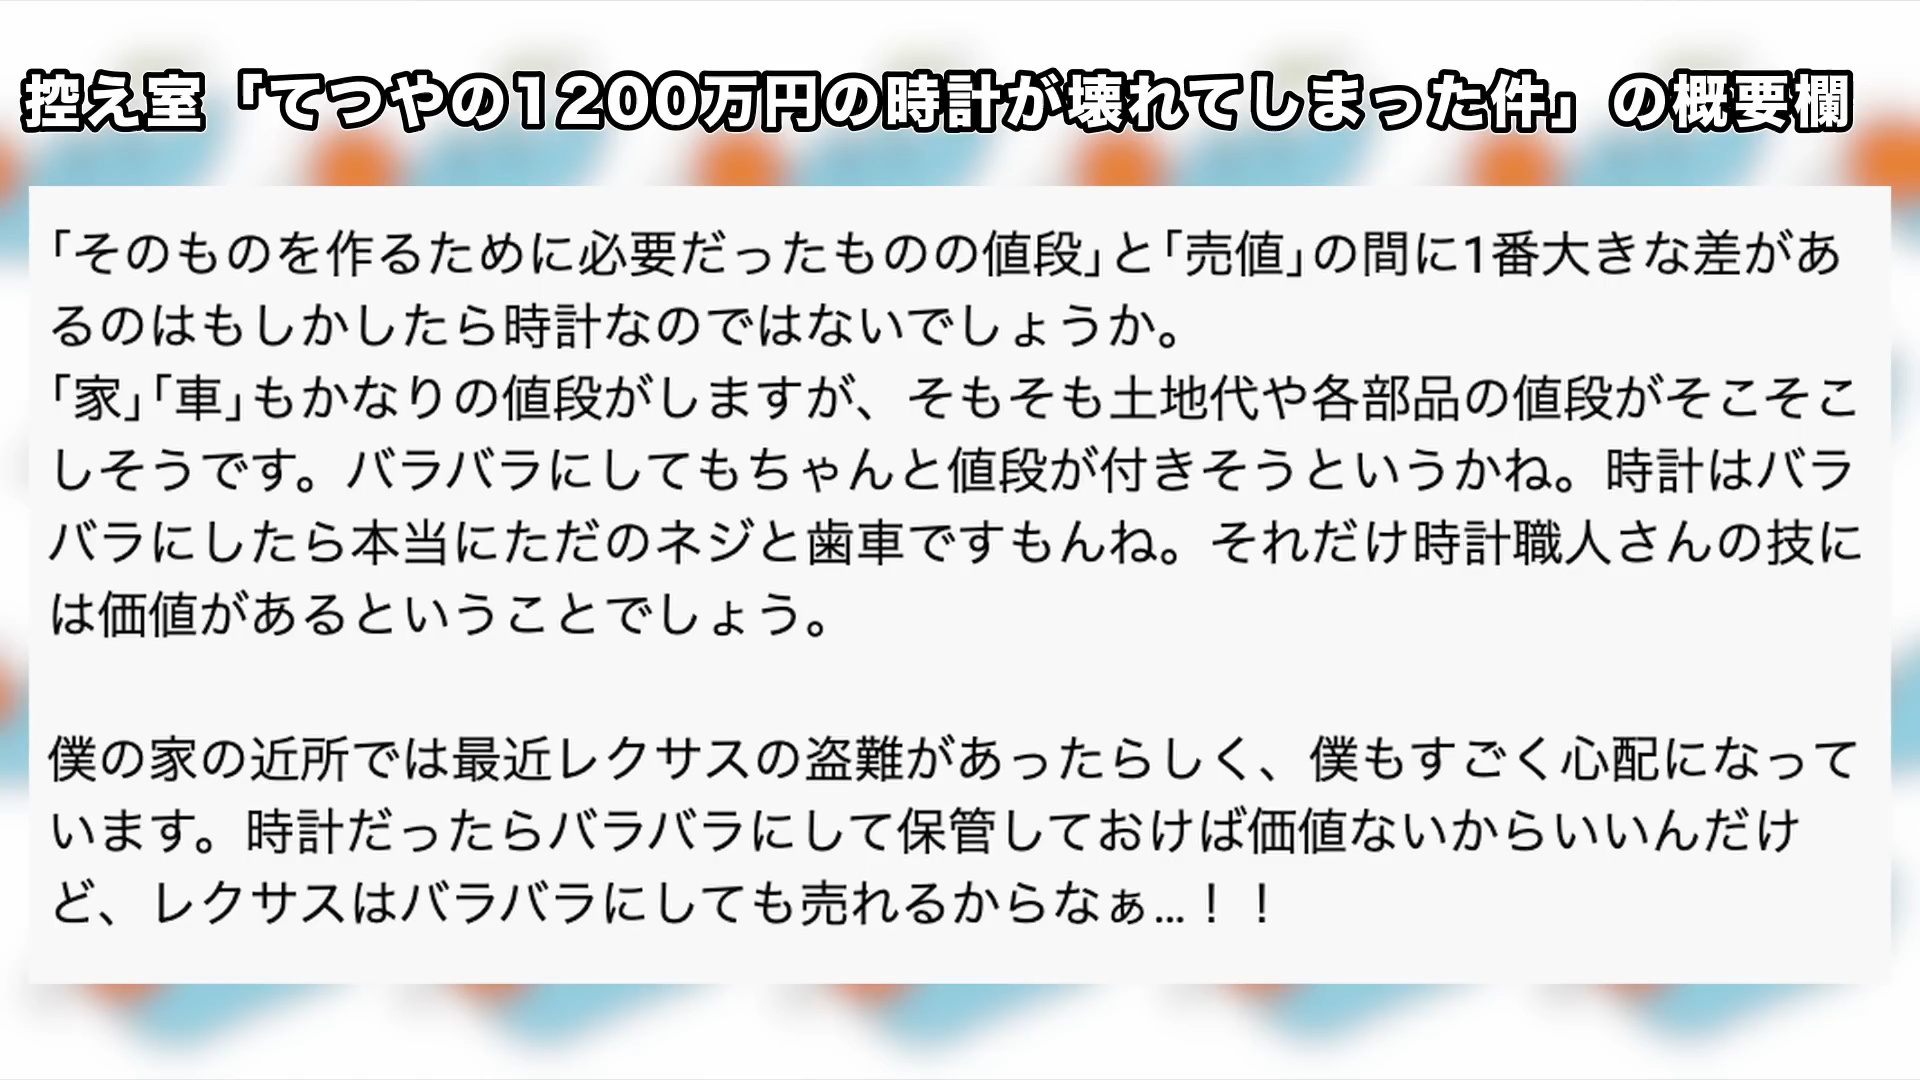 控え室「てつやの1200万円の時計が壊れてしまった件」の概要欄
「そのものを作るために必要だったものの値段」と「売値」の間に1番大きな差があ
るのはもしかしたら時計なのではないでしょうか。
「家」「車」もかなりの値段がしますが、そもそも土地代や各部品の値段がそこそこ
しそうです。バラバラにしてもちゃんと値段が付きそうというかね。時計はバラ
バラにしたら本当にただのネジと歯車ですもんね。それだけ時計職人さんの技に
は価値があるということでしょう。
僕の家の近所では最近レクサスの盗難があったらしく、僕もすごく心配になって
います。時計だったらバラバラにして保管しておけば価値ないからいいんだけ
ど、レクサスはバラバラにしても売れるからなぁ…！！